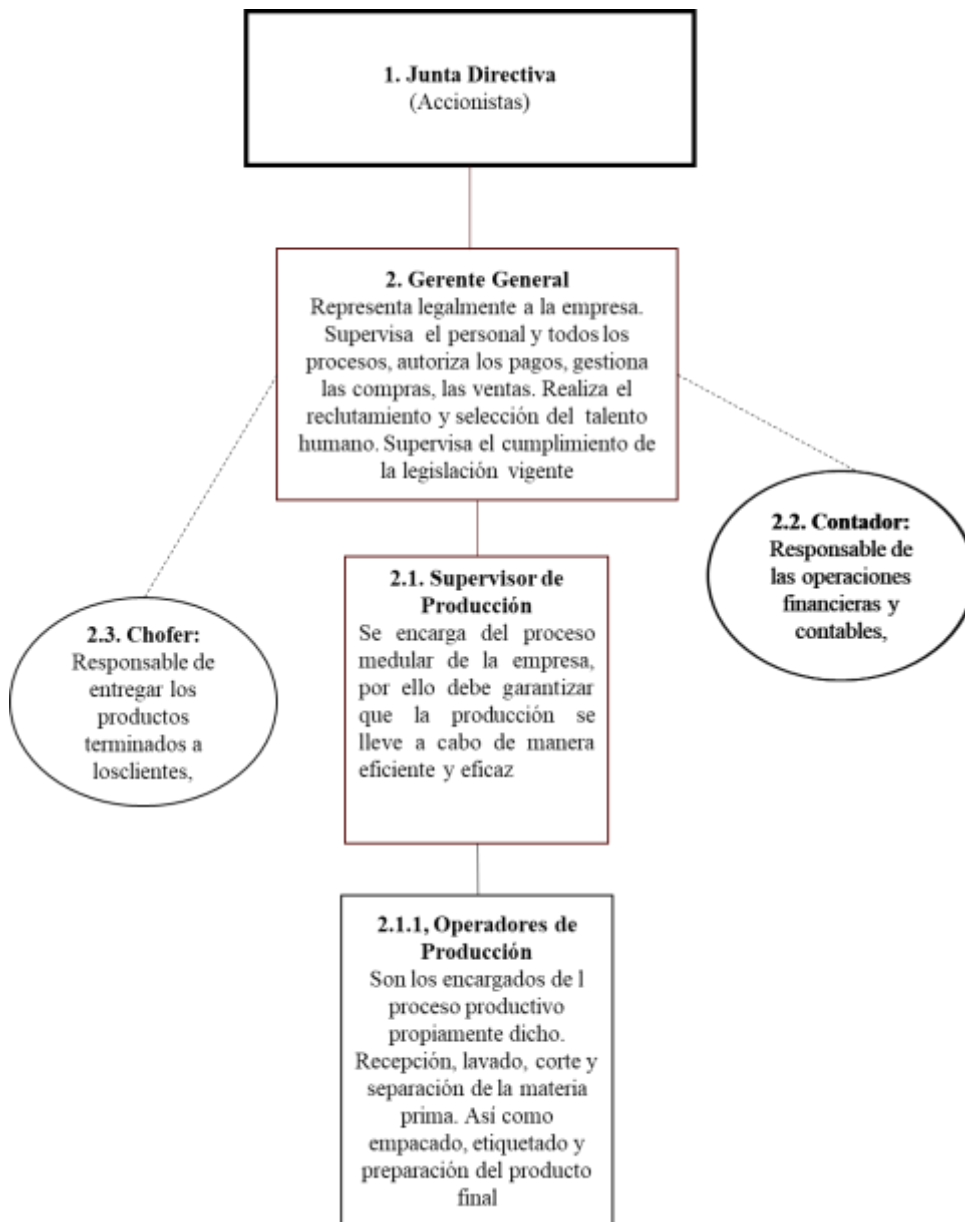 1. Junta Directiva
(Accionistas)
2. Gerente General
Representa legalmente a la empresa.
Supervisa el personal y todos los
procesos, autoriza los pagos, gestiona
las compras, las ventas. Realiza el
reclutamiento y selección del talento
humano. Supervisa el cumplimiento de
la legislación vigente
2.2. Contador:
Responsable de
las operaciones
financieras y
contables,
2.1. Supervisor de
Producción
Se encarga del proceso
medular de la empresa,
por ello debe garantizar
que la producción se
lleve a cabo de manera
eficiente y eficaz
2.3. Chofer:
Responsable de
entregar los
productos
terminados a
losclientes,
2.1.1, Operadores de
Producción
Son los encargados de l
proceso productivo
propiamente dicho.
Recepción, lavado, corte y
separación de la materia
prima. Así como
empacado, etiquetado y
preparación del producto
final